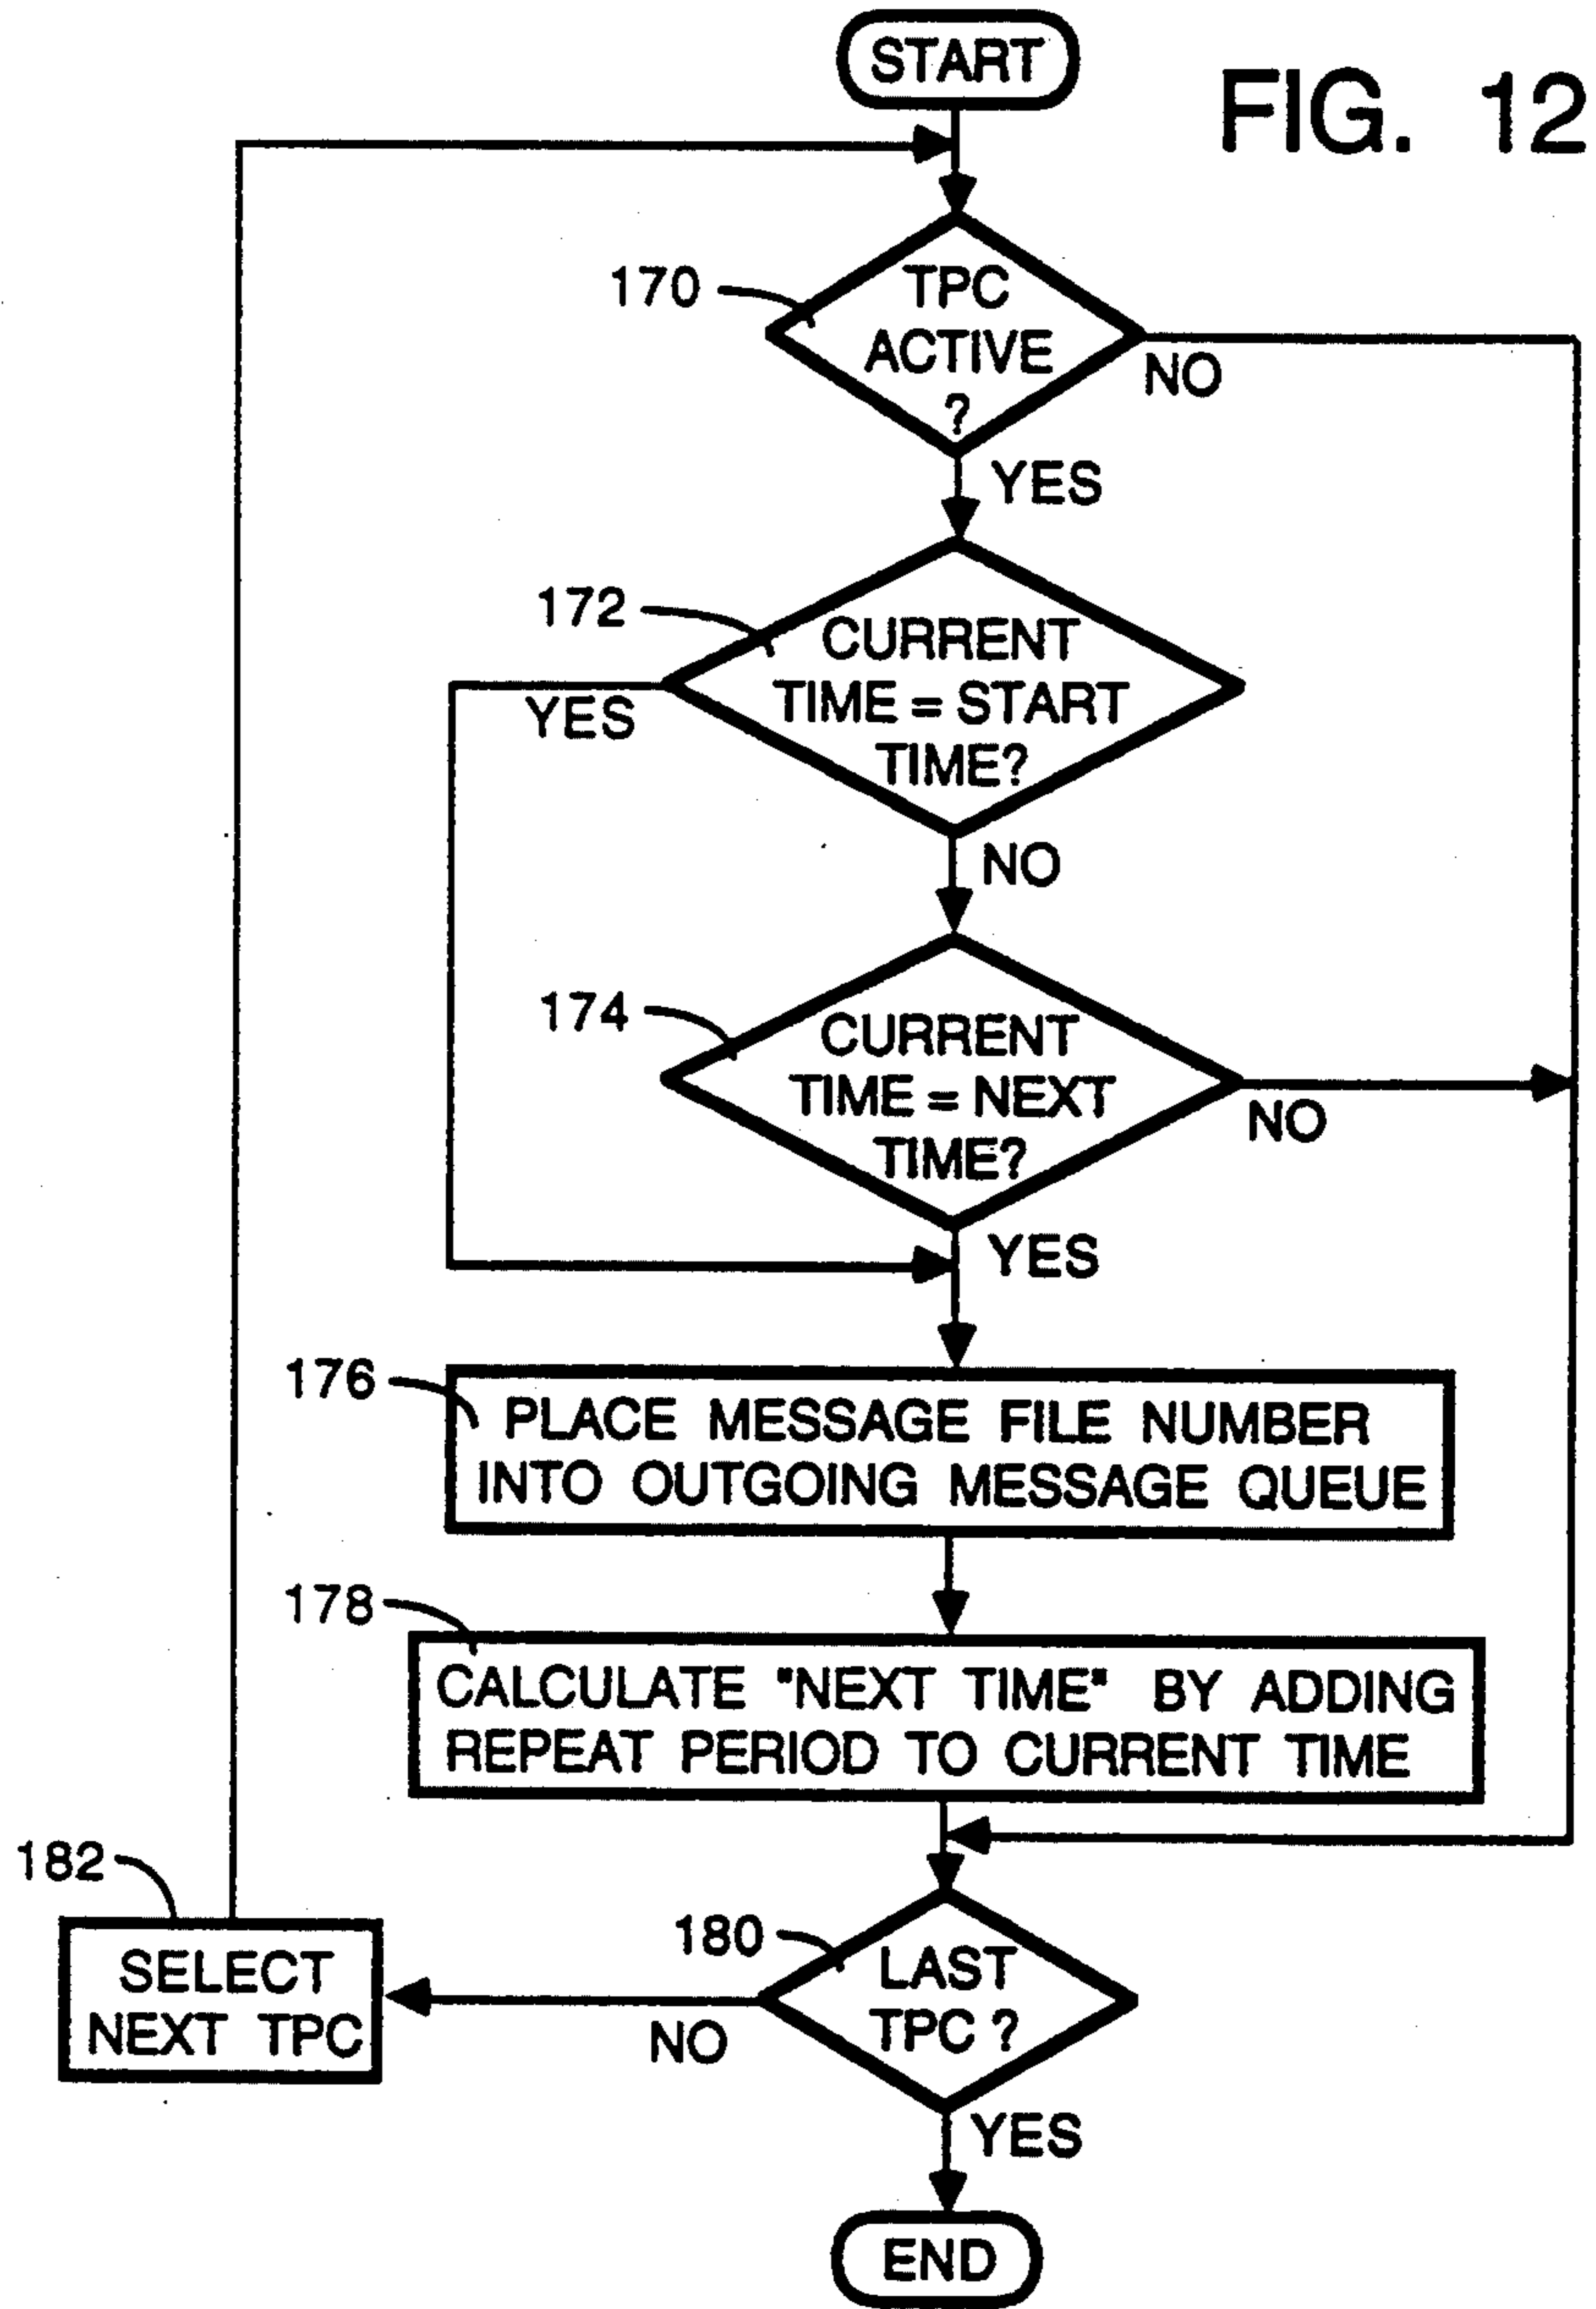 START
FIG. 12
170
TPC
ACTIVE
?
NO
YES
172
CURRENT
TIME = START
TIME?
YES
NO
174
CURRENT
TIME = NEXT
TIME?
NO
YES
176
PLACE MESSAGE FILE NUMBER
INTO OUTGOING MESSAGE QUEUE
178
CALCULATE "NEXT TIME" BY ADDING
REPEAT PERIOD TO CURRENT TIME
182
SELECT
NEXT TPC
180
LAST
TPC ?
NO
YES
END